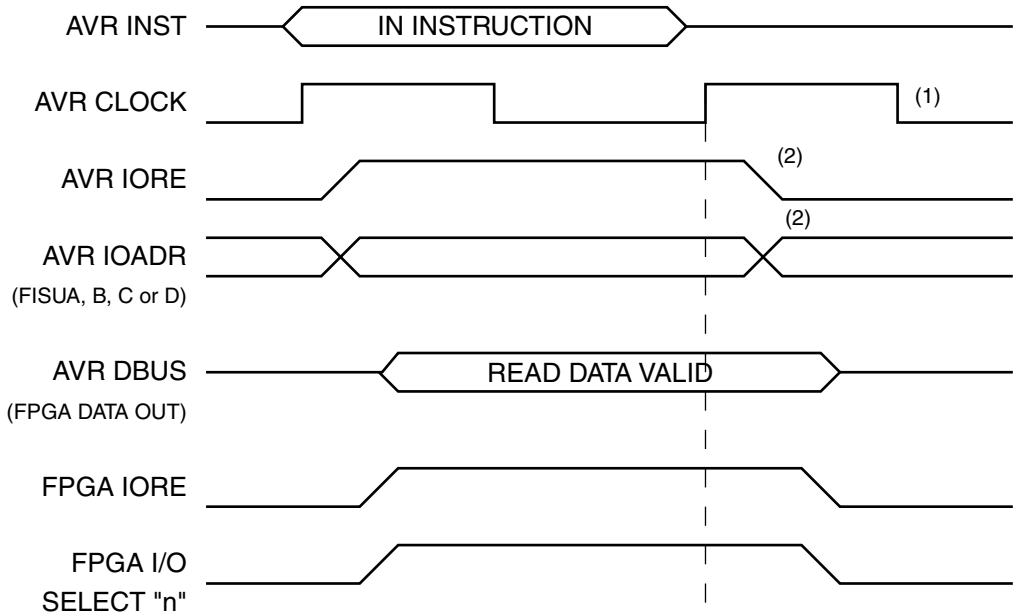 AVR INST
IN INSTRUCTION
AVR CLOCK
(1)
AVR IORE
(2)
(2)
AVR IOADR
(FISUA, B, C or D)
AVR DBUS
READ DATA VALID
(FPGA DATA OUT)
FPGA IORE
FPGA I/O
SELECT "n"